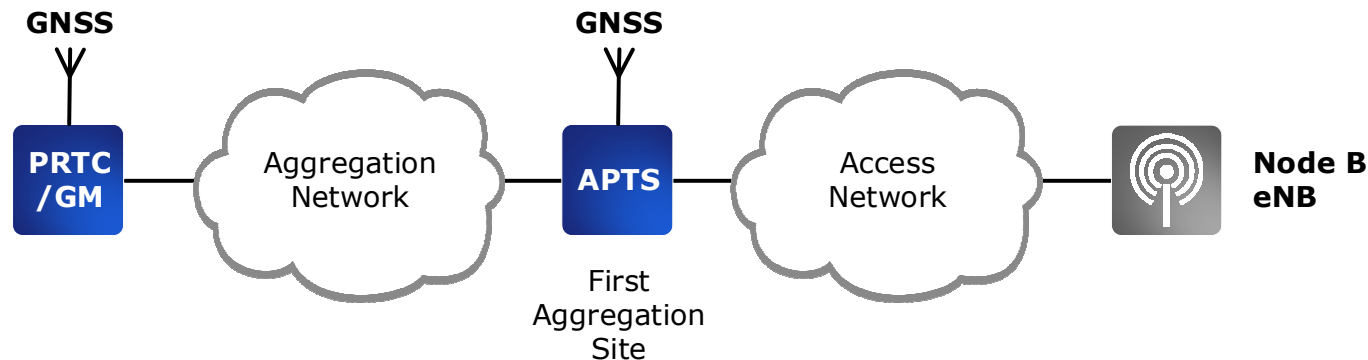 GNSS
GNSS
PRTC
/GM
Aggregation
Network
APTS
Access
Network
Node B
eNB
First
Aggregation
Site